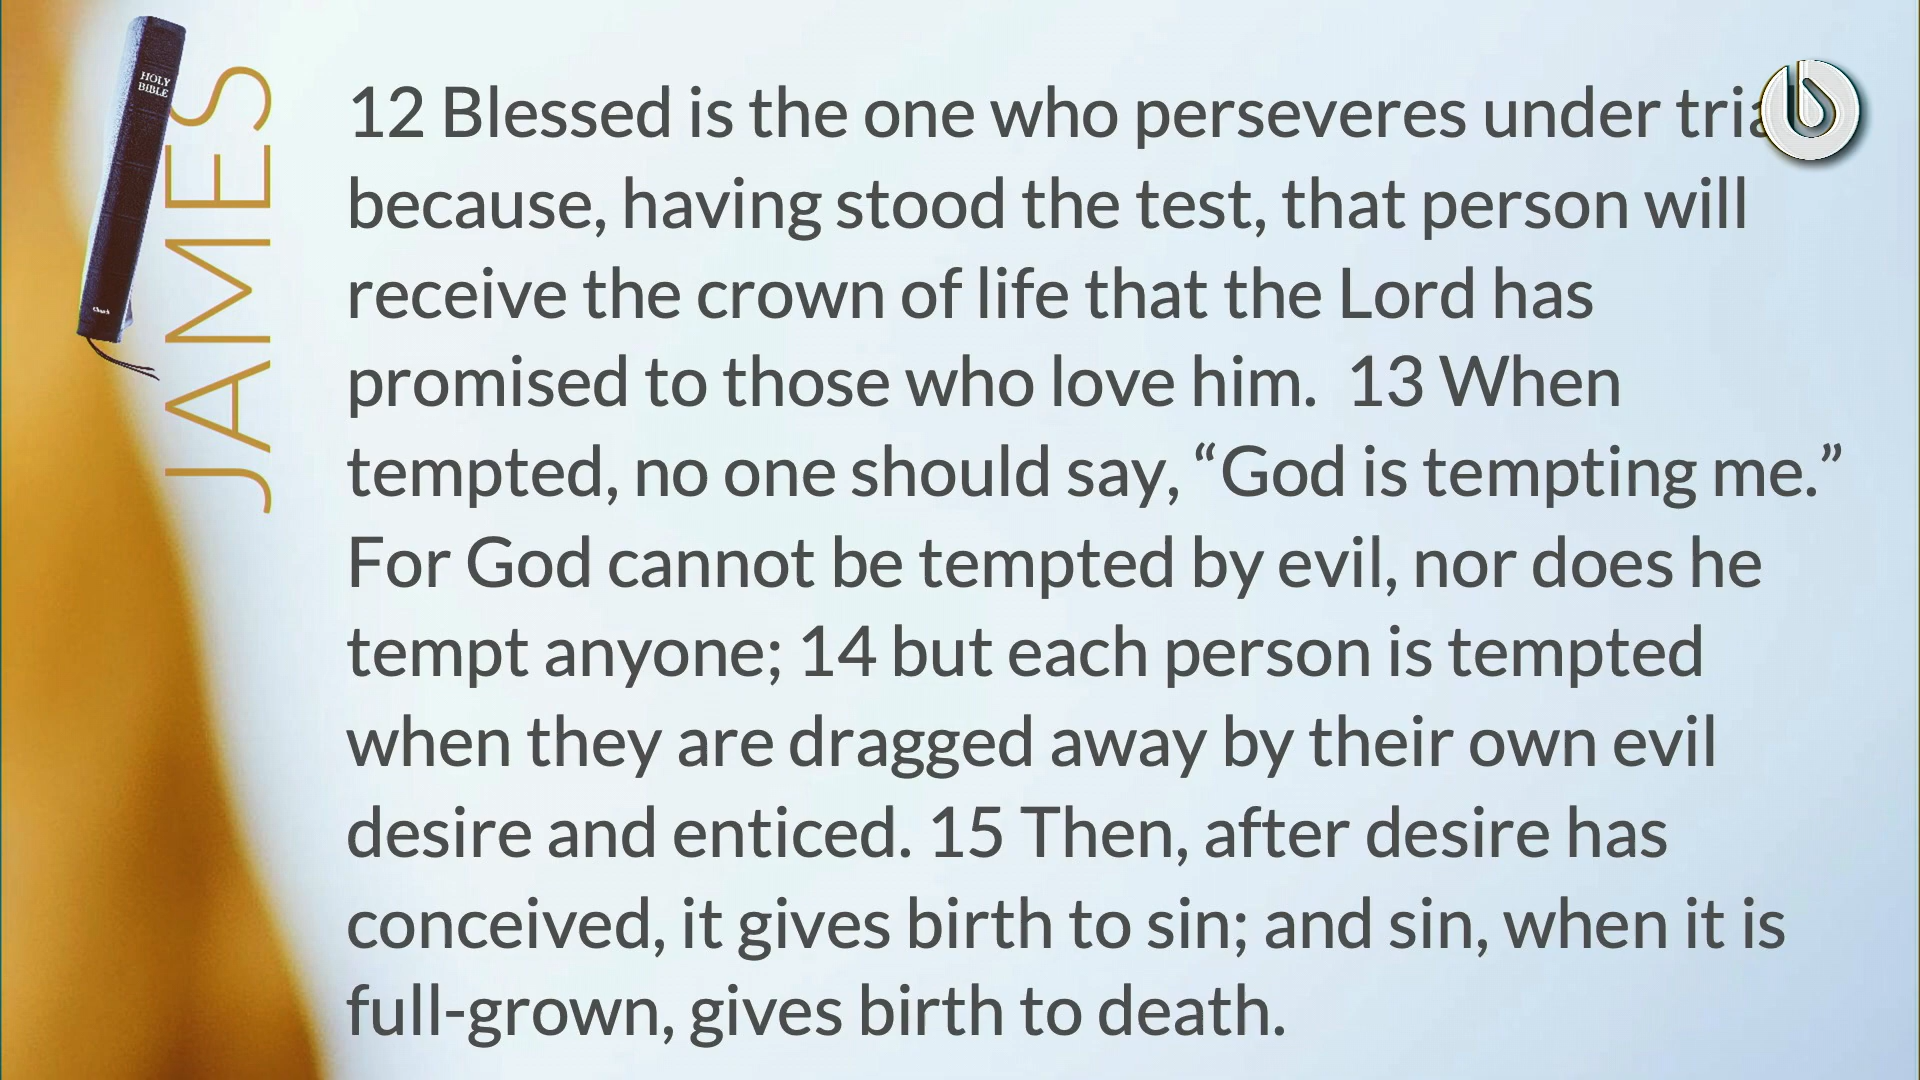 HOLY
BIBLE
Church
JAMES
12 Blessed is the one who perseveres under
because, having stood the test, that person will
receive the crown of life that the Lord has
promised to those who love him.  13 When
tempted, no one should say, “God is tempting me.”
For God cannot be tempted by evil, nor does he
tempt anyone; 14 but each person is tempted
when they are dragged away by their own evil
desire and enticed. 15 Then, after desire has
conceived, it gives birth to sin; and sin, when it is
full-grown, gives birth to death.